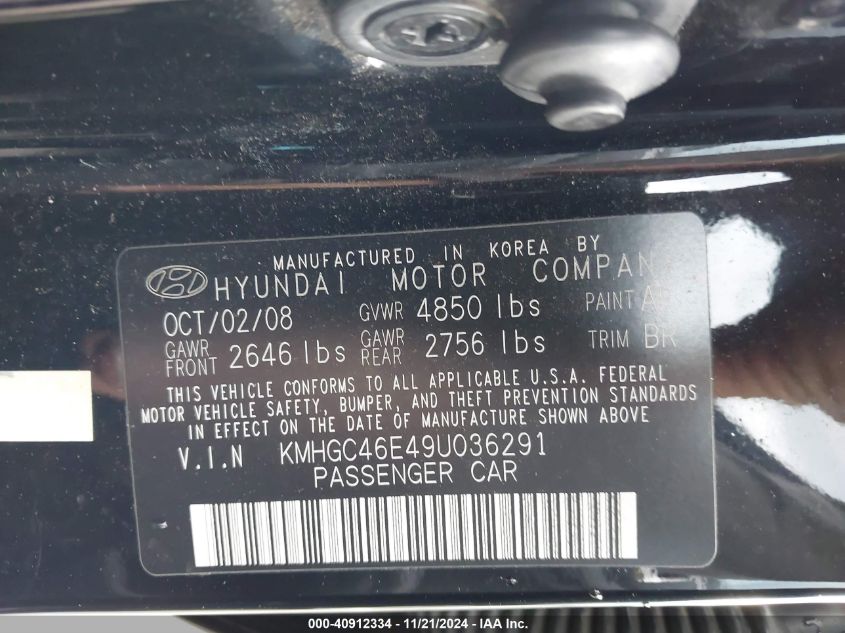 MANUFACTURED IN KOREA BY
HYUNDAI MOTOR COMPAN
OCT/02/08 GVWR 4850 lbs PAINT
GAWR FRONT 2646 lbs GAWR REAR 2756 lbs TRIM BR
THIS VEHICLE CONFORMS TO ALL APPLICABLE U.S.A. FEDERAL
MOTOR VEHICLE SAFETY, BUMPER, AND THEFT PREVENTION STANDARDS
IN EFFECT ON THE DATE OF MANUFACTURE SHOWN ABOVE
V.I.N KMHGC46E49U036291
PASSENGER CAR
000-40912334 - 11/21/2024 - IAA Inc.